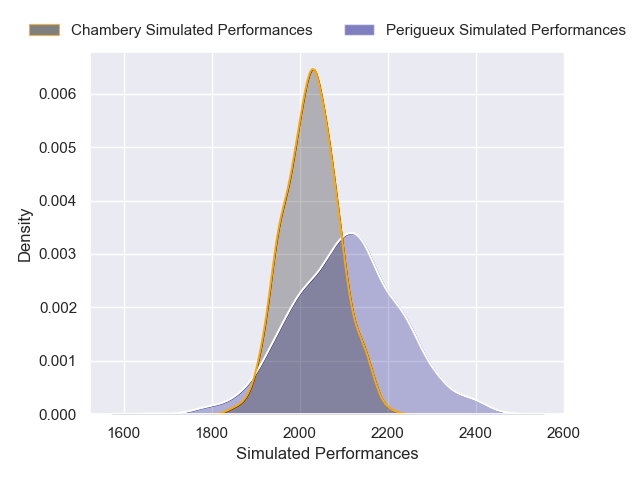 Chambery Simulated Performances Perigueux Simulated Performances
0.006
0.005
0.004
0.003
0.002
0.001
0.000
Density
1600 1800 2000 2200 2400 2600
Simulated Performances